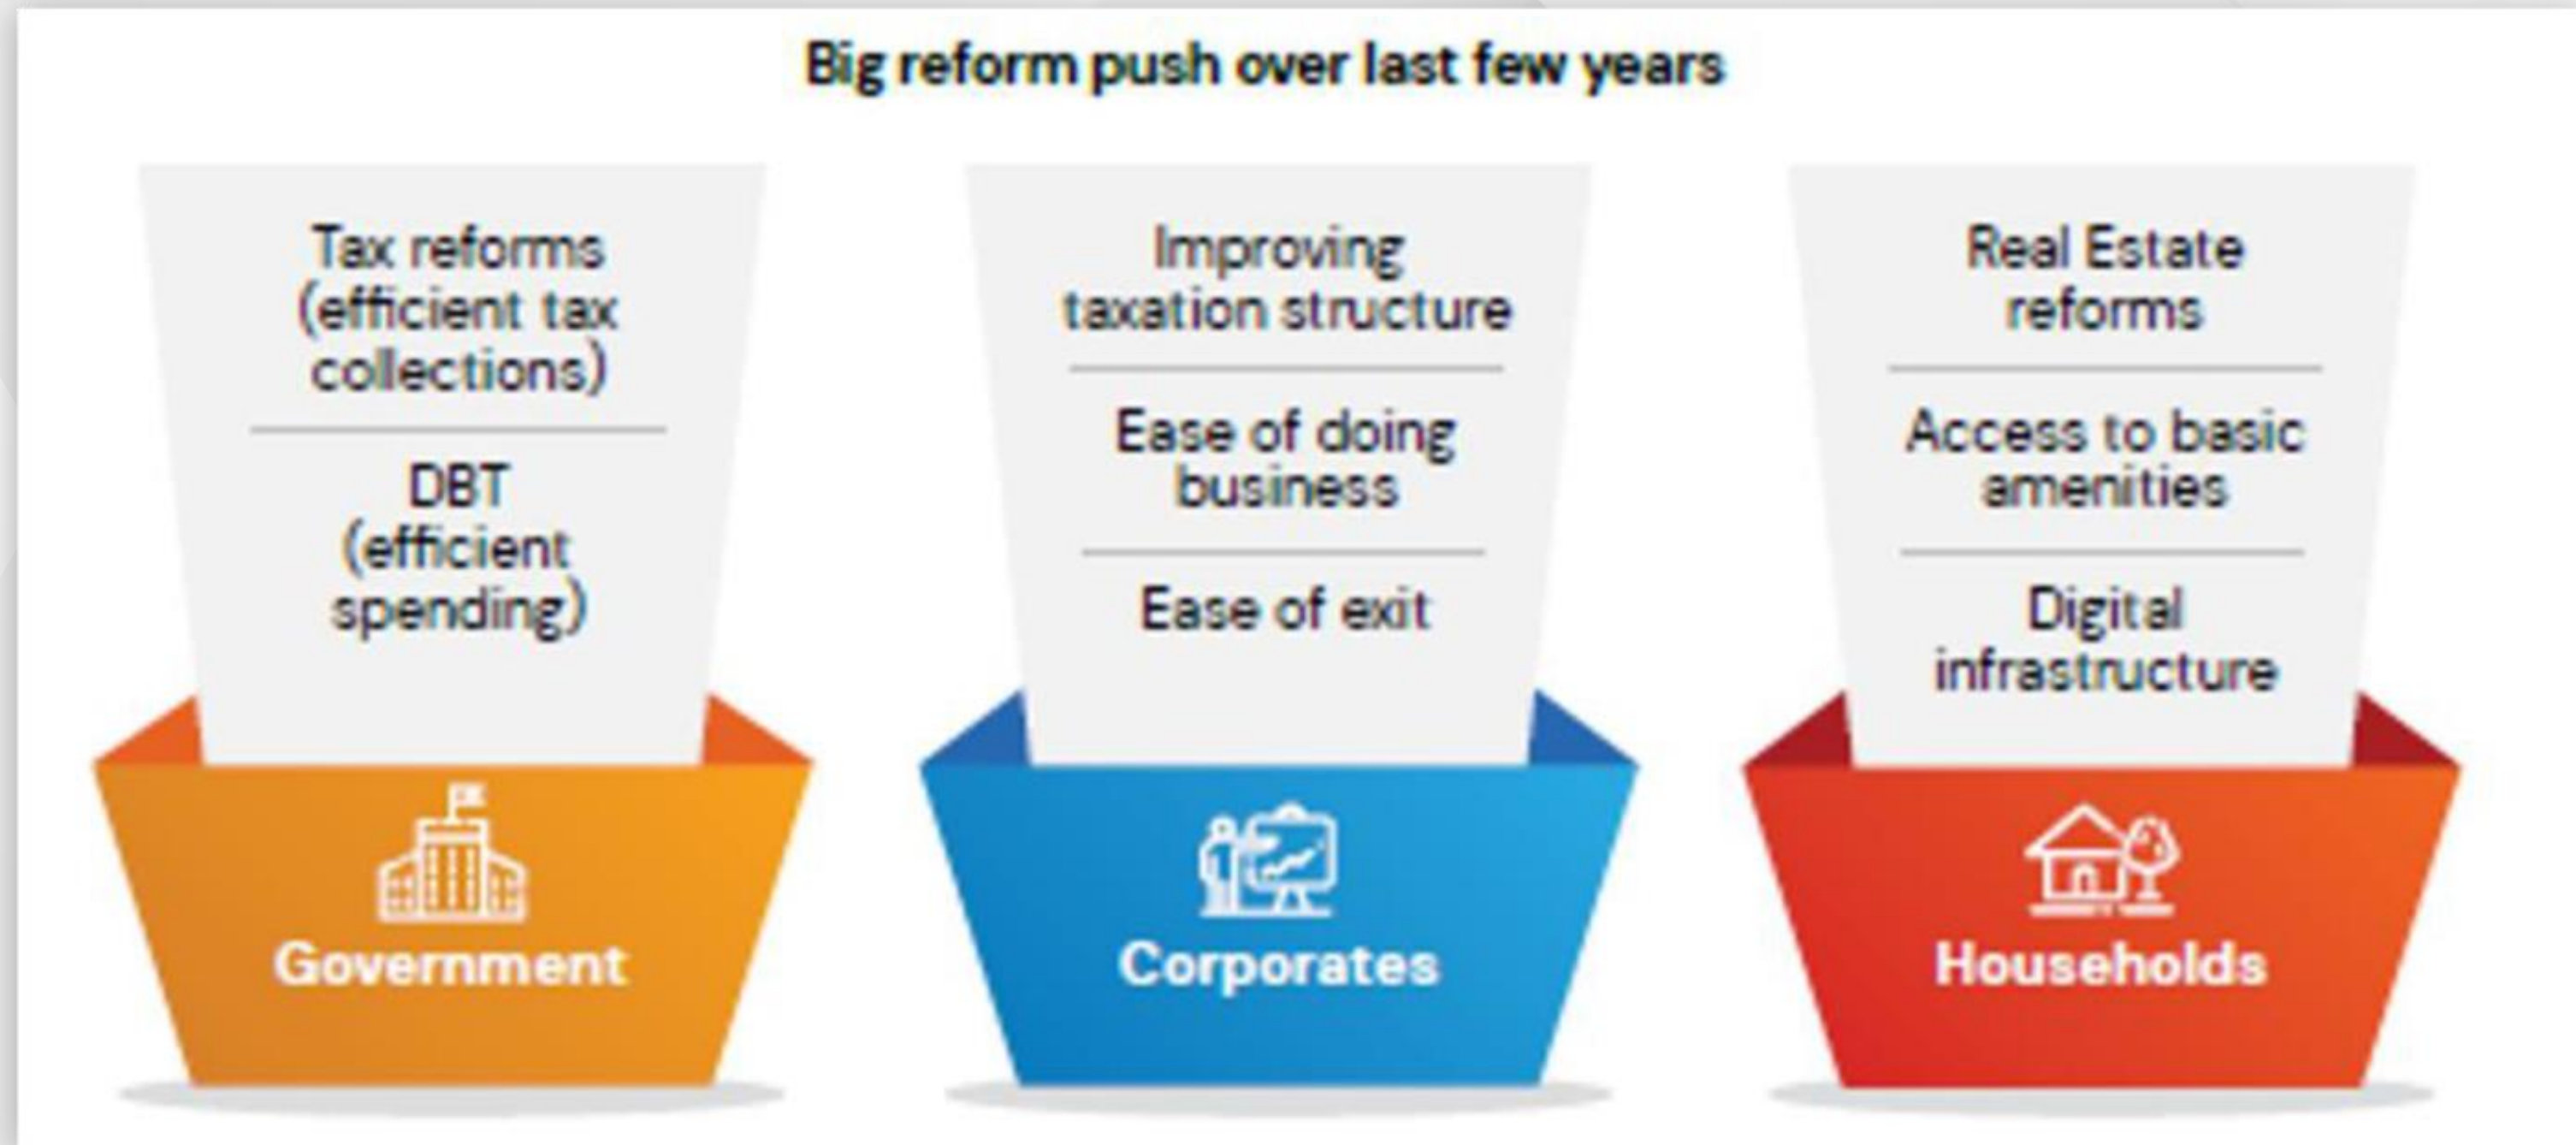 Big reform push over last few years
Tax reforms
(efficient tax
collections)
DBT
(efficient
spending)
Government
Improving
taxation structure
Ease of doing
business
Ease of exit
Corporates
Real Estate
reforms
Access to basic
amenities
Digital
infrastructure
Households